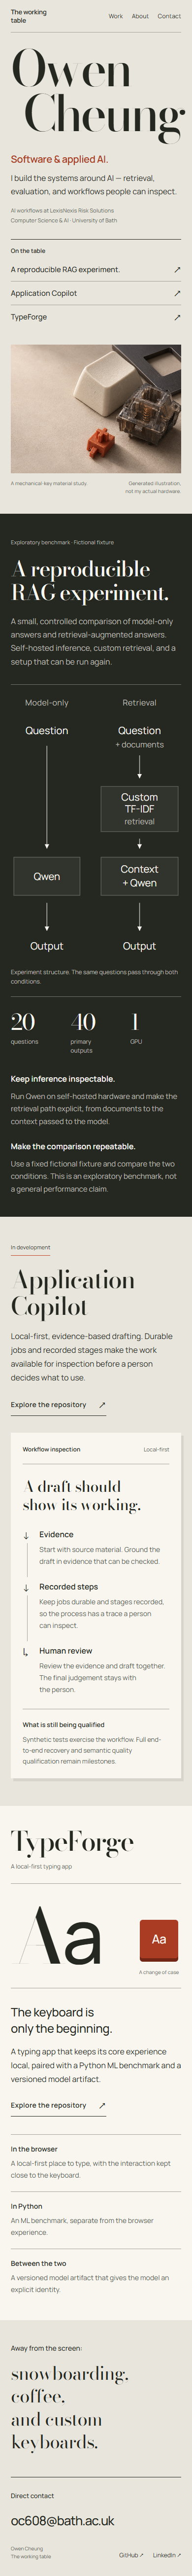 The working
table
Work About Contact
Owen
Cheung.
Software & applied AI.
I build the systems around AI — retrieval,
evaluation, and workflows people can inspect.
AI workflows at LexisNexis Risk Solutions
Computer Science & AI · University of Bath
On the table
A reproducible RAG experiment. ↗
Application Copilot ↗
TypeForge ↗
A mechanical-key material study.
Generated illustration,
not my actual hardware.
Exploratory benchmark · Fictional fixture
A reproducible
RAG experiment.
A small, controlled comparison of model-only
answers and retrieval-augmented answers.
Self-hosted inference, custom retrieval, and a
setup that can be run again.
Model-only
Question
Qwen
Output
Retrieval
Question
+ documents
Custom
TF-IDF
retrieval
Context
+ Qwen
Output
Experiment structure. The same questions pass through both
conditions.
20
questions
40
primary
outputs
1
GPU
Keep inference inspectable.
Run Qwen on self-hosted hardware and make the
retrieval path explicit, from documents to the
context passed to the model.
Make the comparison repeatable.
Use a fixed fictional fixture and compare the two
conditions. This is an exploratory benchmark, not
a general performance claim.
In development
Application
Copilot
Local-first, evidence-based drafting. Durable
jobs and recorded stages make the work
available for inspection before a person
decides what to use.
Explore the repository ↗
Workflow inspection Local-first
A draft should
show its working.
Evidence
Start with source material. Ground the
draft in evidence that can be checked.
Recorded steps
Keep jobs durable and stages recorded,
so the process has a trace a person
can inspect.
Human review
Review the evidence and draft together.
The final judgement stays with
the person.
What is still being qualified
Synthetic tests exercise the workflow. Full end-
to-end recovery and semantic quality
qualification remain milestones.
TypeForge
A local-first typing app
Aa
Aa
A change of case
The keyboard is
only the beginning.
A typing app that keeps its core experience
local, paired with a Python ML benchmark and a
versioned model artifact.
Explore the repository ↗
In the browser
A local-first place to type, with the interaction kept
close to the keyboard.
In Python
An ML benchmark, separate from the browser
experience.
Between the two
A versioned model artifact that gives the model an
explicit identity.
Away from the screen:
snowboarding,
coffee,
and custom
keyboards.
Direct contact
oc608@bath.ac.uk
Owen Cheung
The working table
GitHub ↗ LinkedIn ↗